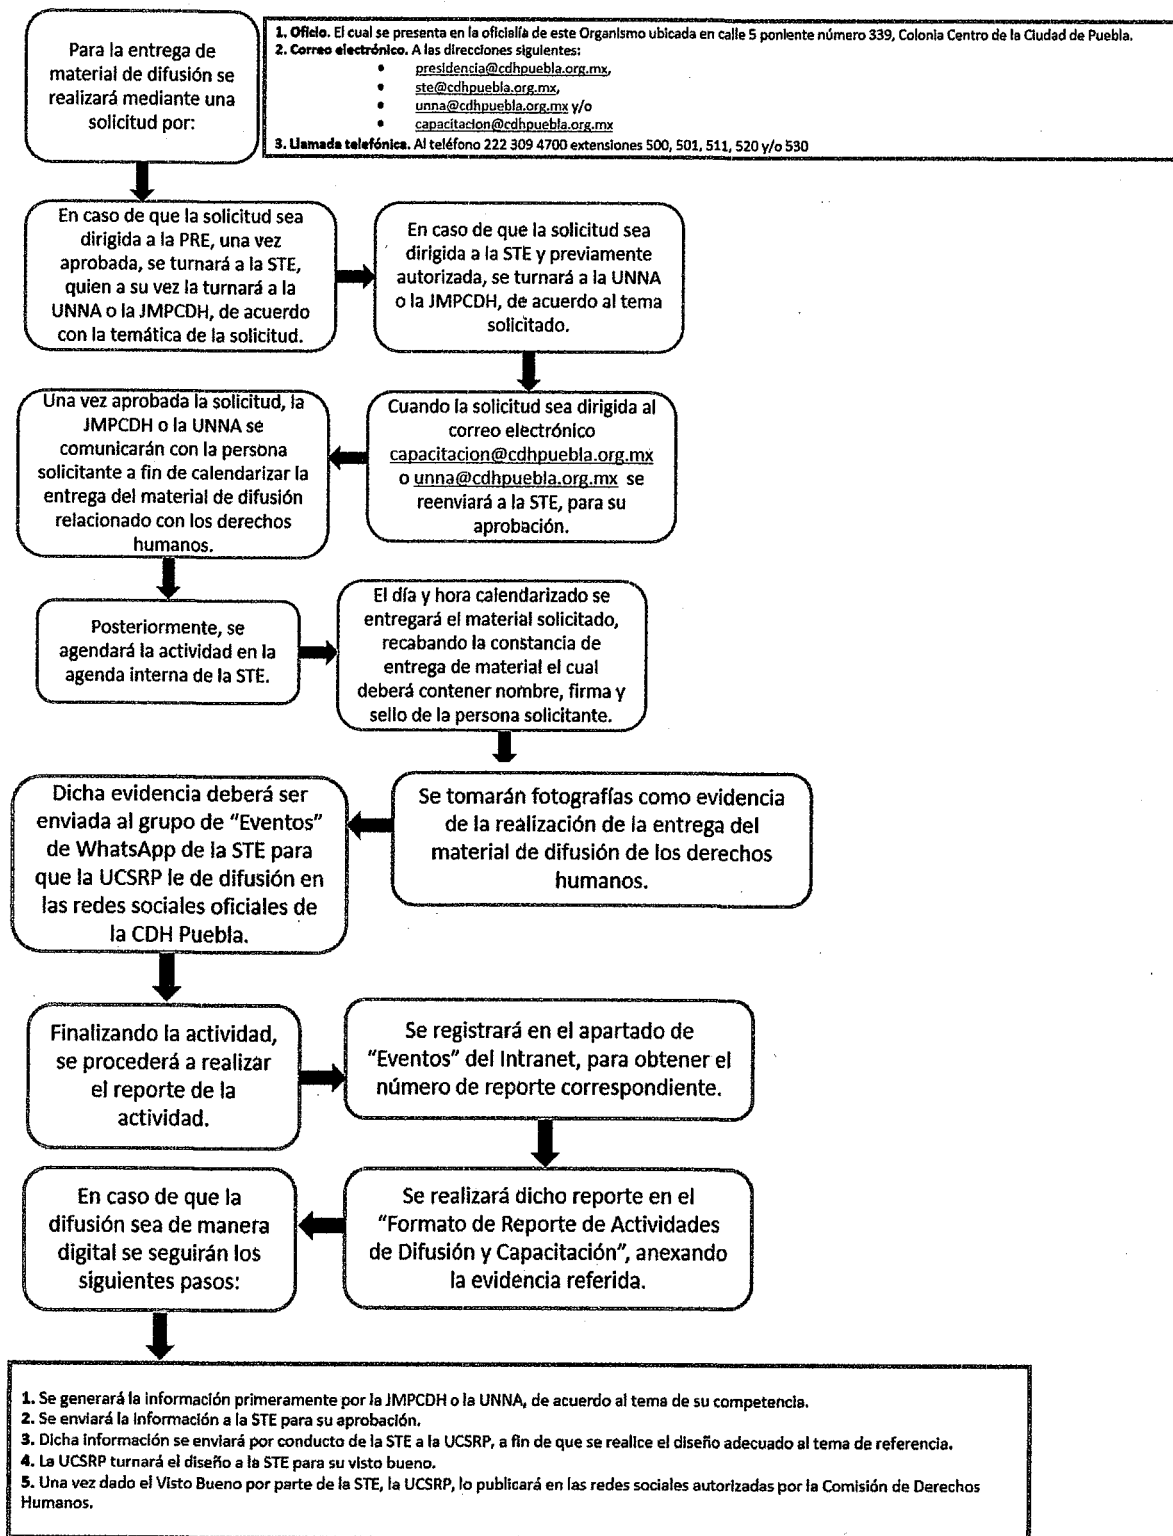 Para la entrega de
material de difusión se
realizará mediante una
solicitud por:
1. Oficio. El cual se presenta en la oficialía de este Organismo ubicada en calle 5 poniente número 339, Colonia Centro de la Ciudad de Puebla.
2. Correo electrónico. A las direcciones siguientes:
• presidencia@cdhpuebla.org.mx,
• ste@cdhpuebla.org.mx,
• unna@cdhpuebla.org.mx y/o
• capacitacion@cdhpuebla.org.mx
3. Llamada telefónica. Al teléfono 222 309 4700 extensiones 500, 501, 511, 520 y/o 530
En caso de que la solicitud sea
dirigida a la PRE, una vez
aprobada, se turnará a la STE,
quien a su vez la turnará a la
UNNA o la JMPCDH, de acuerdo
con la temática de la solicitud.
En caso de que la solicitud sea
dirigida a la STE y previamente
autorizada, se turnará a la UNNA
o la JMPCDH, de acuerdo al tema
solicitado.
Cuando la solicitud sea dirigida al
correo electrónico
capacitacion@cdhpuebla.org.mx
o unna@cdhpuebla.org.mx se
reenviará a la STE, para su
aprobación.
Una vez aprobada la solicitud, la
JMPCDH o la UNNA se
comunicarán con la persona
solicitante a fin de calendarizar la
entrega del material de difusión
relacionado con los derechos
humanos.
Posteriormente, se
agendará la actividad en la
agenda interna de la STE.
El día y hora calendarizado se
entregará el material solicitado,
recabando la constancia de
entrega de material el cual
deberá contener nombre, firma y
sello de la persona solicitante.
Se tomarán fotografías como evidencia
de la realización de la entrega del
material de difusión de los derechos
humanos.
Dicha evidencia deberá ser
enviada al grupo de “Eventos”
de WhatsApp de la STE para
que la UCSRP le de difusión en
las redes sociales oficiales de
la CDH Puebla.
Finalizando la actividad,
se procederá a realizar
el reporte de la
actividad.
Se registrará en el apartado de
“Eventos” del Intranet, para obtener el
número de reporte correspondiente.
Se realizará dicho reporte en el
“Formato de Reporte de Actividades
de Difusión y Capacitación”, anexando
la evidencia referida.
En caso de que la
difusión sea de manera
digital se seguirán los
siguientes pasos:
1. Se generará la información primeramente por la JMPCDH o la UNNA, de acuerdo al tema de su competencia.
2. Se enviará la información a la STE para su aprobación.
3. Dicha información se enviará por conducto de la STE a la UCSRP, a fin de que se realice el diseño adecuado al tema de referencia.
4. La UCSRP turnará el diseño a la STE para su visto bueno.
5. Una vez dado el Visto Bueno por parte de la STE, la UCSRP, lo publicará en las redes sociales autorizadas por la Comisión de Derechos
Humanos.